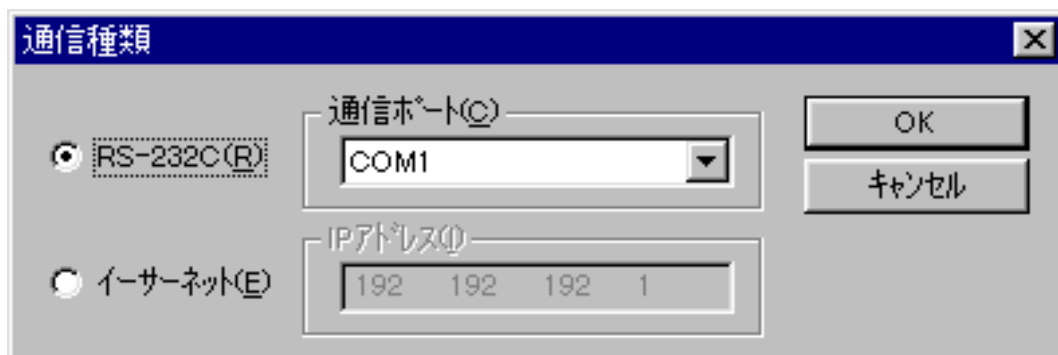 通信種類
RS-232C(R)
通信ポート(C)
COM1
OK
キャンセル
イーサーネット(E)
IPアドレス(I)
192 192 192 1